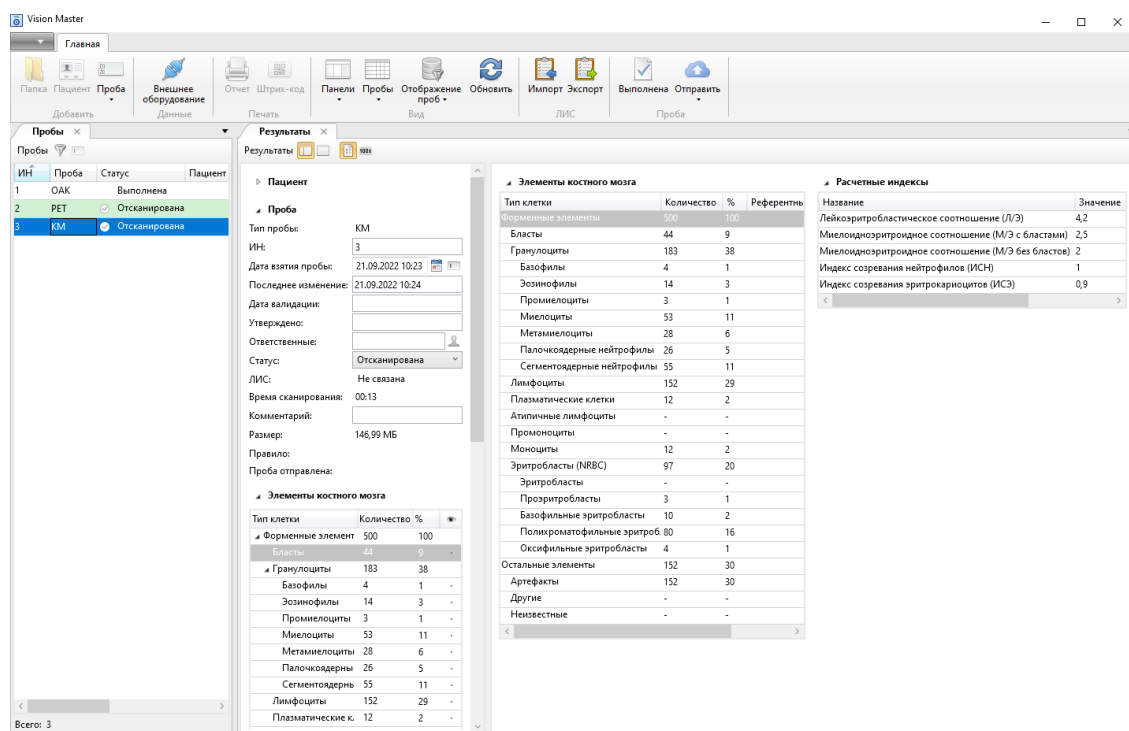 Vision Master
Главная
Папка Пациент Проба
Внешнее оборудование
Отчет Штрих-код
Панели Пробы Отображение проб Обновить
Импорт Экспорт
Выполнена Отправить
Добавить Данные Печать Вид ЛИС Проба
Пробы
Пробы
ИН Проба Статус Пациент
1 ОАК Выполнена
2 РЕТ Отсканирована
3 КМ Отсканирована
Всего: 3
Результаты
Результаты
100x
Пациент
Проба
Тип пробы: КМ
ИН: 3
Дата взятия пробы: 21.09.2022 10:23
Последнее изменение: 21.09.2022 10:24
Дата валидации:
Утверждено:
Ответственные:
Статус: Отсканирована
ЛИС: Не связана
Время сканирования: 00:13
Комментарий:
Размер: 146,99 МБ
Правило:
Проба отправлена:
Элементы костного мозга
Тип клетки Количество %
Форменные элемент 500 100
Бласты 44 9
Гранулоциты 183 38
Базофилы 4 1
Эозинофилы 14 3
Промиелоциты 3 1
Миелоциты 53 11
Метамиелоциты 28 6
Палочкоядерны 26 5
Сегментоядернь 55 11
Лимфоциты 152 29
Плазматические к. 12 2
Элементы костного мозга
Тип клетки Количество % Референтнь
Форменные элементы 500 100
Бласты 44 9
Гранулоциты 183 38
Базофилы 4 1
Эозинофилы 14 3
Промиелоциты 3 1
Миелоциты 53 11
Метамиелоциты 28 6
Палочкоядерные нейтрофилы 26 5
Сегментоядерные нейтрофилы 55 11
Лимфоциты 152 29
Плазматические клетки 12 2
Атипичные лимфоциты - -
Промоноциты - -
Моноциты 12 2
Эритробласты (NRBC) 97 20
Эритробласты - -
Проэритробласты 3 1
Базофильные эритробласты 10 2
Полихроматофильные эритроб. 80 16
Оксифильные эритробласты 4 1
Остальные элементы 152 30
Артефакты 152 30
Другие - -
Неизвестные - -
Расчетные индексы
Название Значение
Лейкоэритробластическое соотношение (Л/Э) 4,2
Миелоидноэритроидное соотношение (М/Э с бластами) 2,5
Миелоидноэритроидное соотношение (М/Э без бластов) 2
Индекс созревания нейтрофилов (ИСН) 1
Индекс созревания эритрокариоцитов (ИСЭ) 0,9